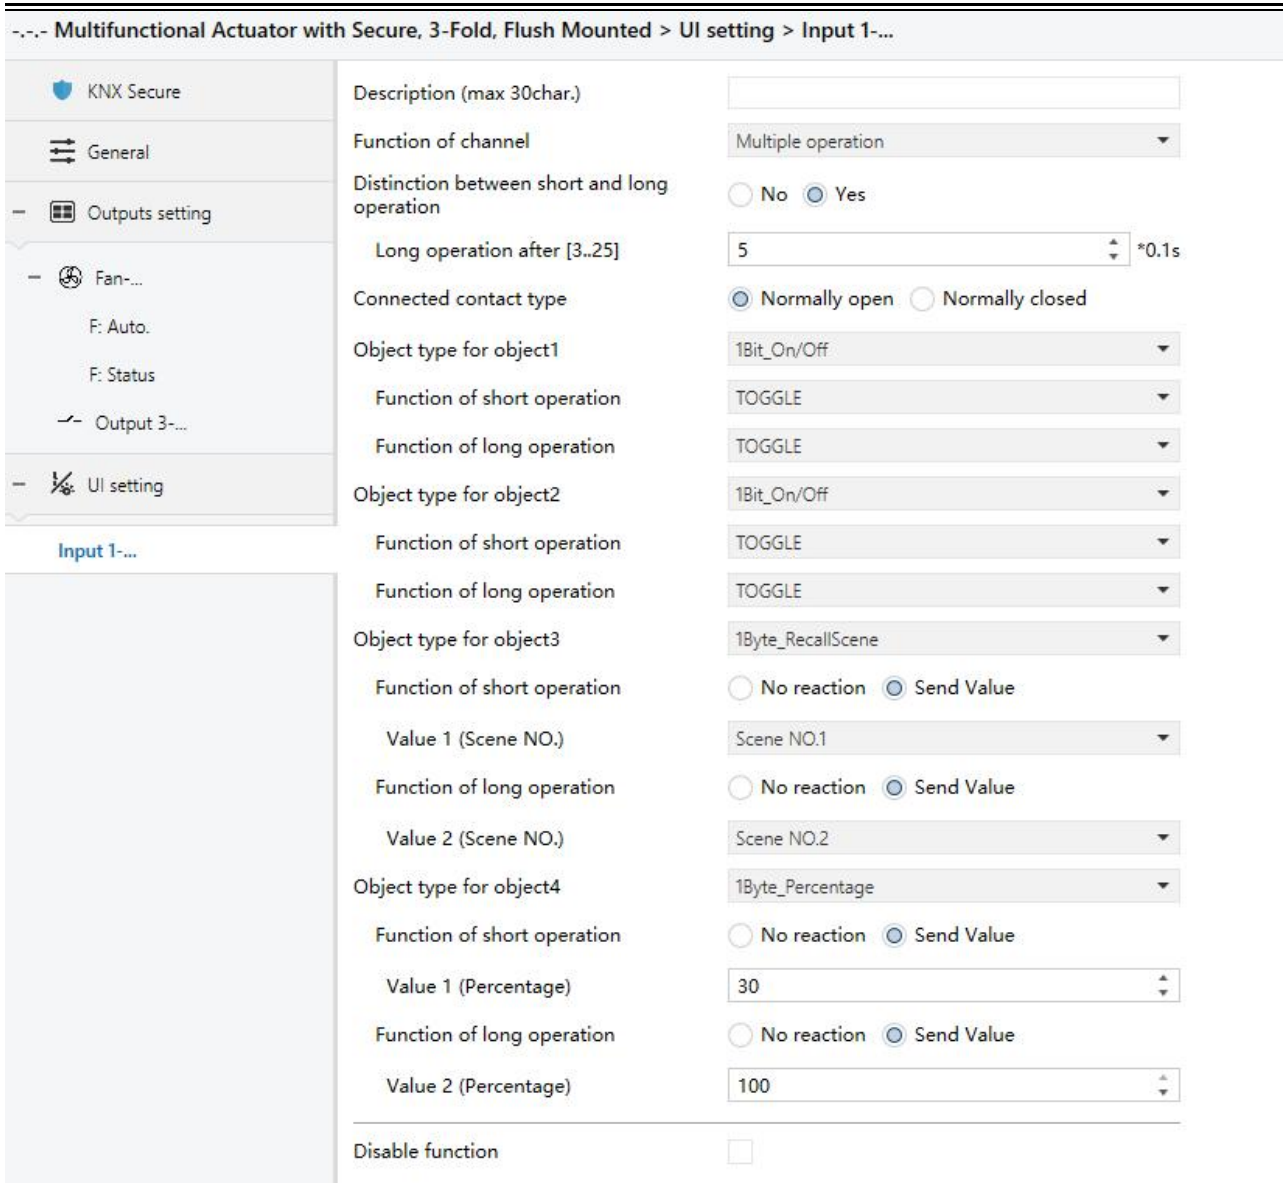 -.-.- Multifunctional Actuator with Secure, 3-Fold, Flush Mounted > UI setting > Input 1-...
KNX Secure
General
Outputs setting
Fan-...
F: Auto.
F: Status
Output 3-...
UI setting
Input 1-...
Description (max 30char.)
Function of channel Multiple operation
Distinction between short and long
operation No Yes
Long operation after [3..25] 5 *0.1s
Connected contact type Normally open Normally closed
Object type for object1 1Bit_On/Off
Function of short operation TOGGLE
Function of long operation TOGGLE
Object type for object2 1Bit_On/Off
Function of short operation TOGGLE
Function of long operation TOGGLE
Object type for object3 1Byte_RecallScene
Function of short operation No reaction Send Value
Value 1 (Scene NO.) Scene NO.1
Function of long operation No reaction Send Value
Value 2 (Scene NO.) Scene NO.2
Object type for object4 1Byte_Percentage
Function of short operation No reaction Send Value
Value 1 (Percentage) 30
Function of long operation No reaction Send Value
Value 2 (Percentage) 100
Disable function